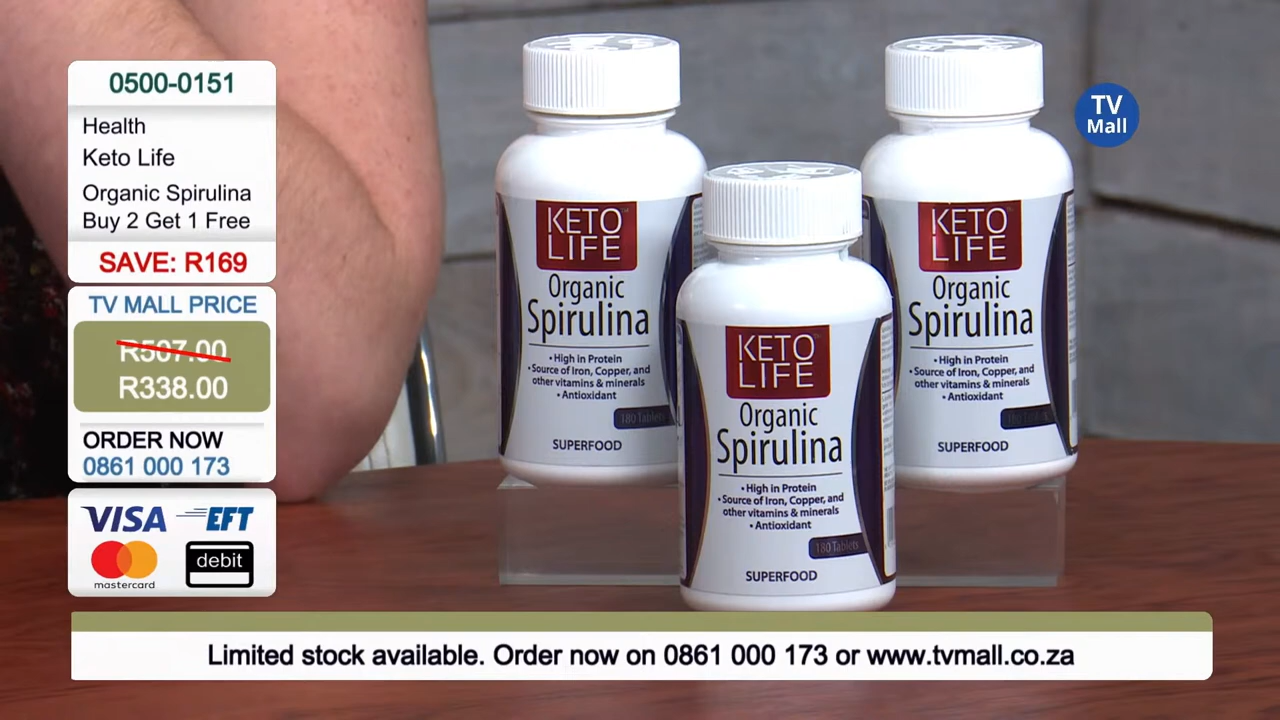 0500-0151
Health
Keto Life
Organic Spirulina
Buy 2 Get 1 Free
SAVE: R169
TV MALL PRICE
R507.00
R338.00
ORDER NOW
0861 000 173
VISA EFT
mastercard debit
KETO
LIFE
Organic
Spirulina
• High in Protein
• Source of Iron, Copper, and
other vitamins & minerals
• Antioxidant
180 Tablets
SUPERFOOD
KETO
LIFE
Organic
Spirulina
• High in Protein
• Source of Iron, Copper, and
other vitamins & minerals
• Antioxidant
180 Tablets
SUPERFOOD
KETO
LIFE
Organic
Spirulina
• High in Protein
• Source of Iron, Copper, and
other vitamins & minerals
• Antioxidant
SUPERFOOD
TV
Mall
Limited stock available. Order now on 0861 000 173 or www.tvmall.co.za